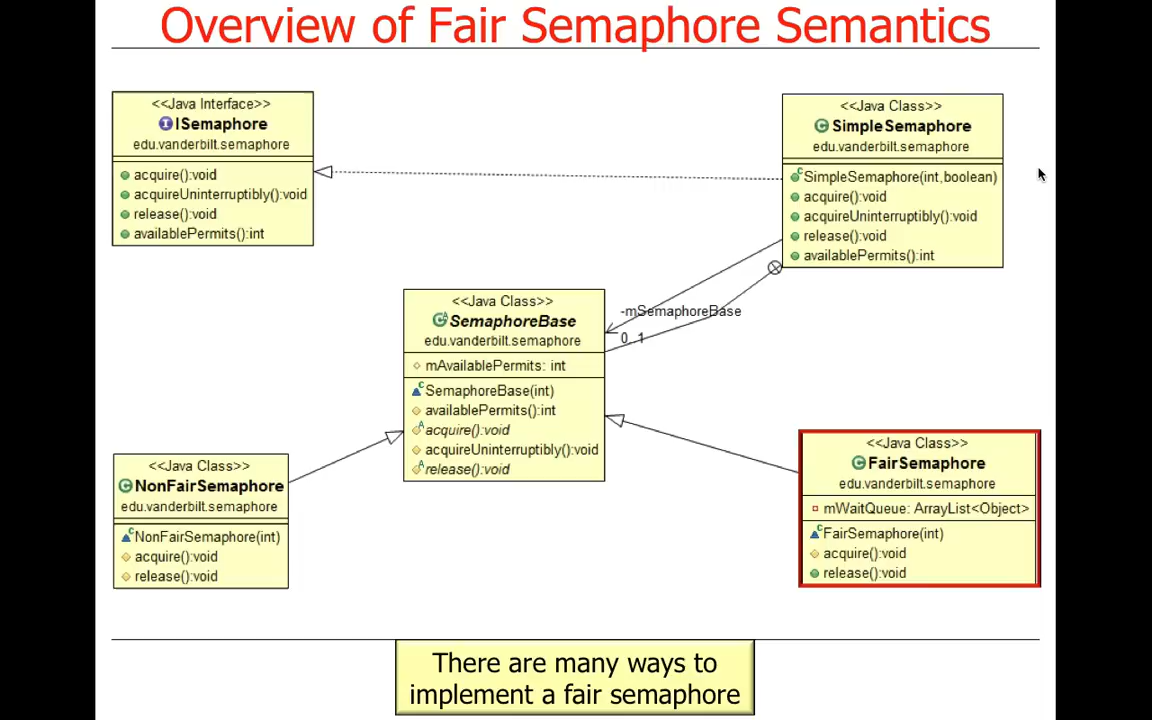 Overview of Fair Semaphore Semantics
<<Java Interface>>
ISemaphore
edu.vanderbilt.semaphore
acquire():void
acquireUninterruptibly():void
release():void
availablePermits():int
<<Java Class>>
SimpleSemaphore
edu.vanderbilt.semaphore
SimpleSemaphore(int,boolean)
acquire():void
acquireUninterruptibly():void
release():void
availablePermits():int
-mSemaphoreBase
0..1
<<Java Class>>
SemaphoreBase
edu.vanderbilt.semaphore
mAvailablePermits: int
SemaphoreBase(int)
availablePermits():int
acquire():void
acquireUninterruptibly():void
release():void
<<Java Class>>
NonFairSemaphore
edu.vanderbilt.semaphore
NonFairSemaphore(int)
acquire():void
release():void
<<Java Class>>
FairSemaphore
edu.vanderbilt.semaphore
mWaitQueue: ArrayList<Object>
FairSemaphore(int)
acquire():void
release():void
There are many ways to
implement a fair semaphore